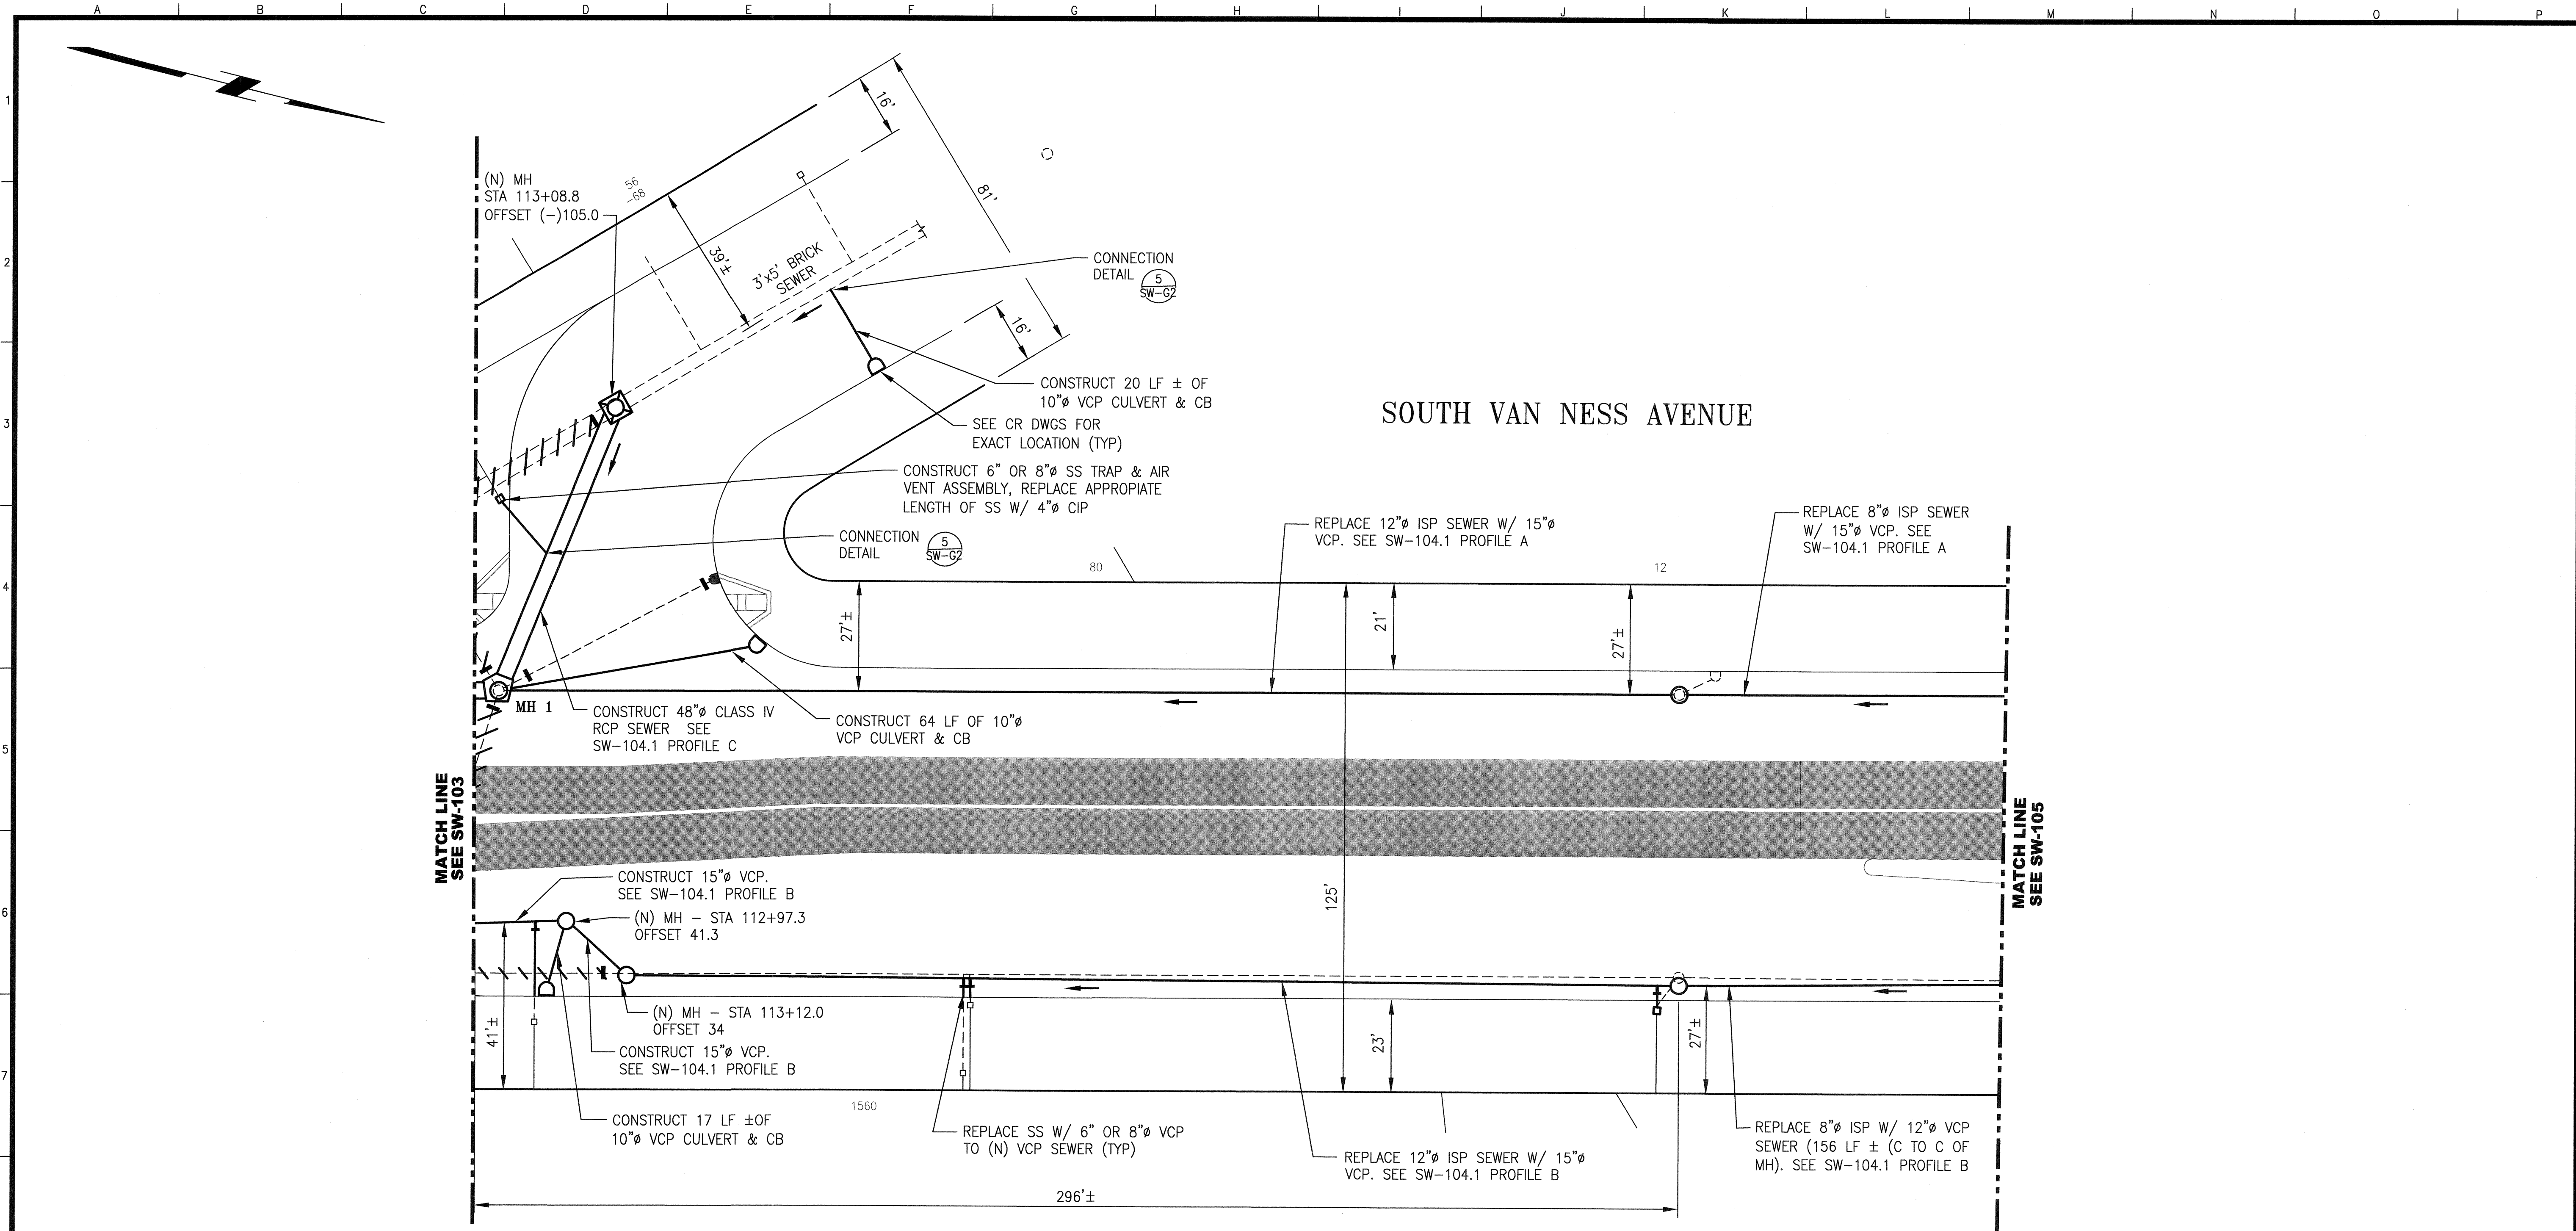 A B C D E F G H I J K L M N O P
1
2
3
4
5
6
7
(N) MH
STA 113+08.8
OFFSET (-)105.0
56
-68
16'
81'
39'±
3'x5' BRICK
SEWER
CONNECTION
DETAIL
5
SW-G2
16'
CONSTRUCT 20 LF ± OF
10"ø VCP CULVERT & CB
SEE CR DWGS FOR
EXACT LOCATION (TYP)
CONSTRUCT 6" OR 8"ø SS TRAP & AIR
VENT ASSEMBLY, REPLACE APPROPIATE
LENGTH OF SS W/ 4"ø CIP
CONNECTION
DETAIL
5
SW-G2
SOUTH VAN NESS AVENUE
REPLACE 12"ø ISP SEWER W/ 15"ø
VCP. SEE SW-104.1 PROFILE A
REPLACE 8"ø ISP SEWER
W/ 15"ø VCP. SEE
SW-104.1 PROFILE A
80
12
27'±
21'
27'±
MH 1
CONSTRUCT 48"ø CLASS IV
RCP SEWER SEE
SW-104.1 PROFILE C
CONSTRUCT 64 LF OF 10"ø
VCP CULVERT & CB
MATCH LINE
SEE SW-103
MATCH LINE
SEE SW-105
CONSTRUCT 15"ø VCP.
SEE SW-104.1 PROFILE B
(N) MH - STA 112+97.3
OFFSET 41.3
125'
(N) MH - STA 113+12.0
OFFSET 34
41'±
23'
27'±
CONSTRUCT 15"ø VCP.
SEE SW-104.1 PROFILE B
1560
CONSTRUCT 17 LF ±OF
10"ø VCP CULVERT & CB
REPLACE SS W/ 6" OR 8"ø VCP
TO (N) VCP SEWER (TYP)
REPLACE 12"ø ISP SEWER W/ 15"ø
VCP. SEE SW-104.1 PROFILE B
REPLACE 8"ø ISP W/ 12"ø VCP
SEWER (156 LF ± (C TO C OF
MH). SEE SW-104.1 PROFILE B
296'±